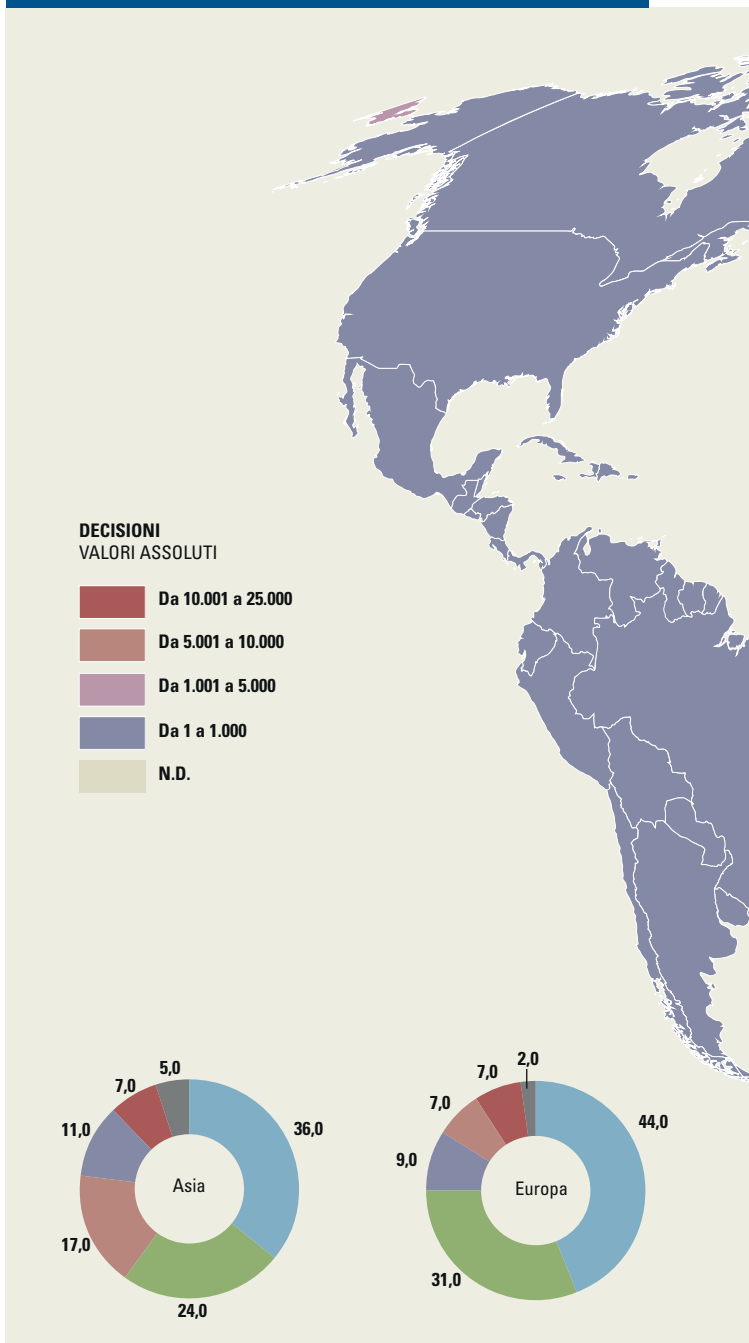 DECISIONI
VALORI ASSOLUTI
Da 10.001 a 25.000
Da 5.001 a 10.000
Da 1.001 a 5.000
Da 1 a 1.000
N.D.
5,0
7,0
11,0
36,0
Asia
17,0
24,0
2,0
7,0
7,0
44,0
9,0
Europa
31,0